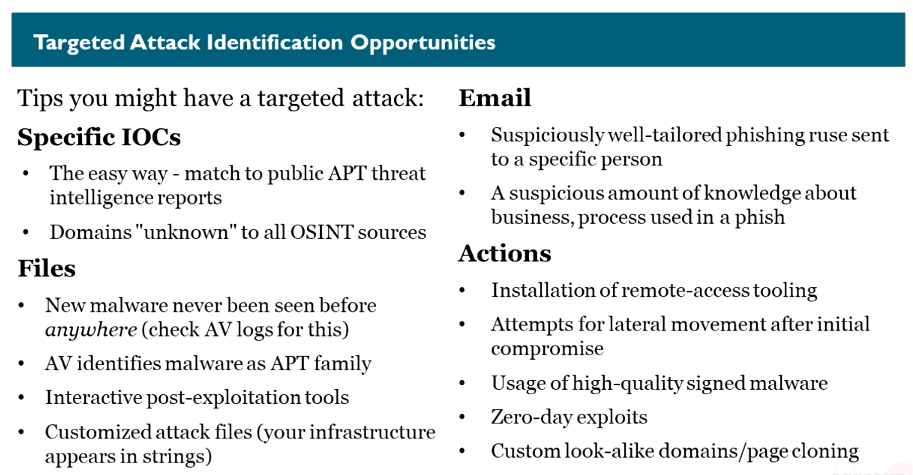 Targeted Attack Identification Opportunities
Tips you might have a targeted attack:
Specific IOCs
• The easy way - match to public APT threat
intelligence reports
• Domains "unknown" to all OSINT sources
Files
• New malware never been seen before
anywhere (check AV logs for this)
• AV identifies malware as APT family
• Interactive post-exploitation tools
• Customized attack files (your infrastructure
appears in strings)
Email
• Suspiciously well-tailored phishing ruse sent
to a specific person
• A suspicious amount of knowledge about
business, process used in a phish
Actions
• Installation of remote-access tooling
• Attempts for lateral movement after initial
compromise
• Usage of high-quality signed malware
• Zero-day exploits
• Custom look-alike domains/page cloning